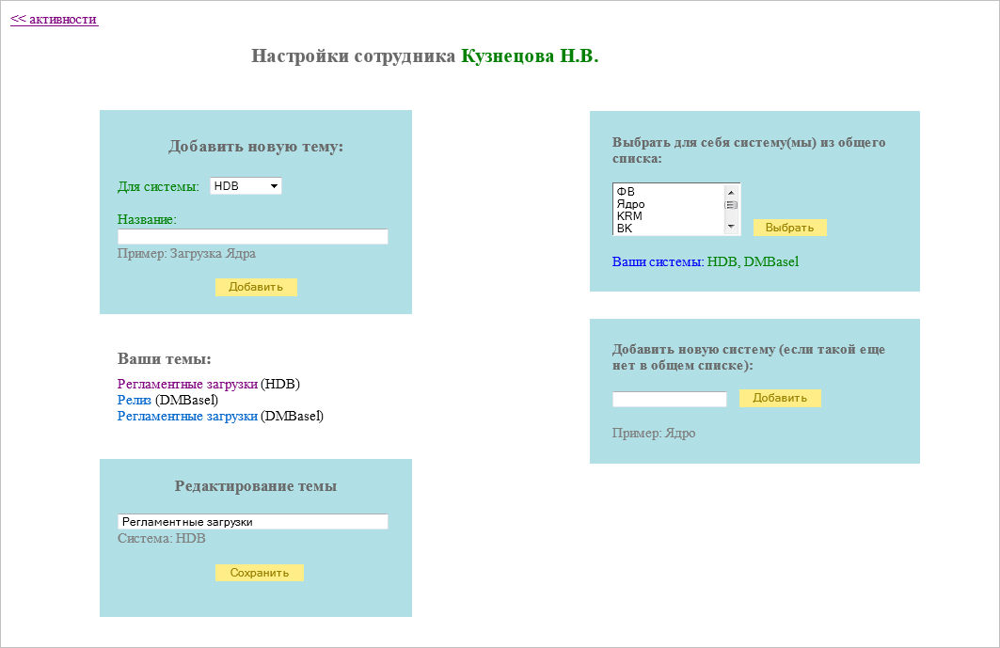 << активности
Настройки сотрудника Кузнецова Н.В.
Добавить новую тему:
Для системы: HDB
Название:
Пример: Загрузка Ядра
Добавить
Ваши темы:
Регламентные загрузки (HDB)
Релиз (DMBasel)
Регламентные загрузки (DMBasel)
Редактирование темы
Регламентные загрузки
Система: HDB
Сохранить
Выбрать для себя систему(мы) из общего
списка:
ФВ
Ядро
KRM
ВК
Выбрать
Ваши системы: HDB, DMBasel
Добавить новую систему (если такой еще
нет в общем списке):
Добавить
Пример: Ядро